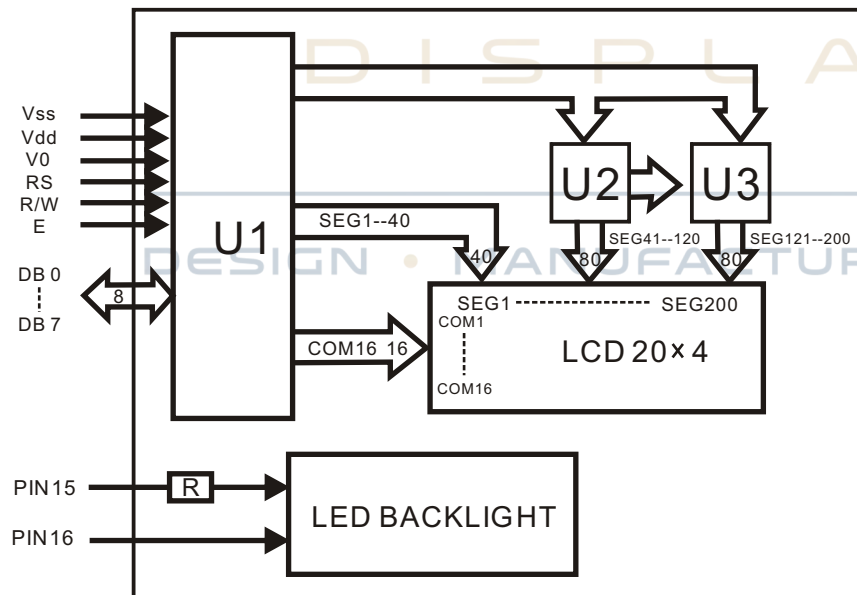 DISPLA
Vss
Vdd
V0
RS
R/W
E
DB 0
8
DB 7
U1
U2
U3
SEG1--40
40
SEG41--120
80
SEG121--200
80
DESIGN • MANUFACTUR
SEG1 SEG200
COM1
COM16
LCD 20×4
COM16 16
PIN15
R
PIN16
LED BACKLIGHT